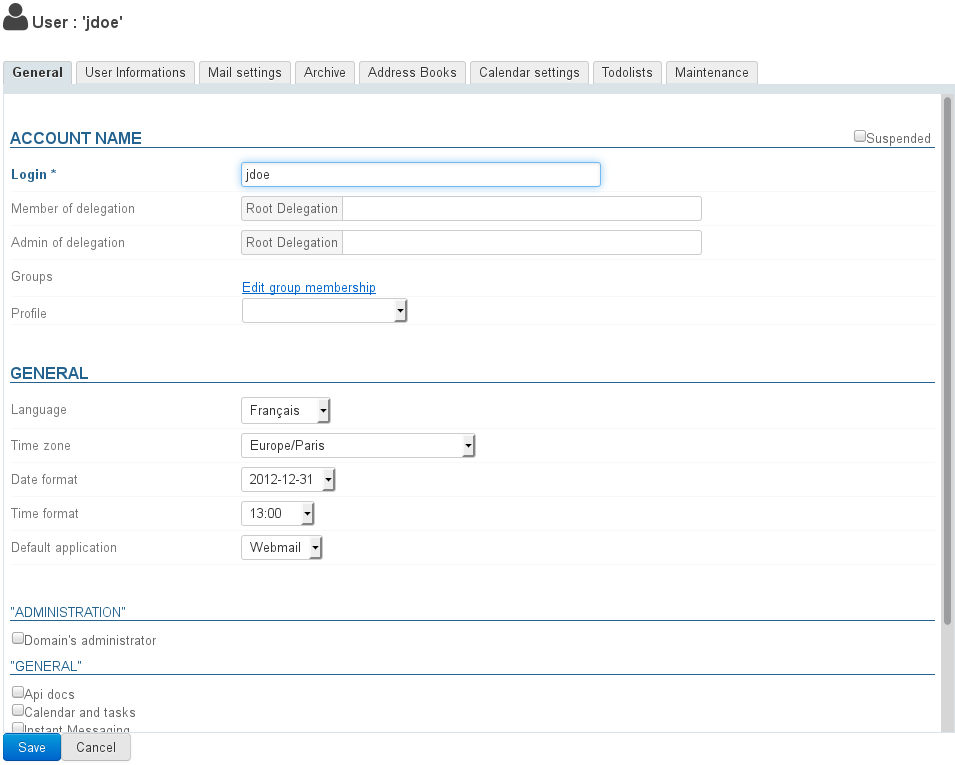 User : 'jdoe'
General User Informations Mail settings Archive Address Books Calendar settings Todolists Maintenance
ACCOUNT NAME Suspended
Login * jdoe
Member of delegation Root Delegation
Admin of delegation Root Delegation
Groups
Edit group membership
Profile
GENERAL
Language Français
Time zone Europe/Paris
Date format 2012-12-31
Time format 13:00
Default application Webmail
"ADMINISTRATION"
Domain's administrator
"GENERAL"
Api docs
Calendar and tasks
Instant Messaging
Save Cancel